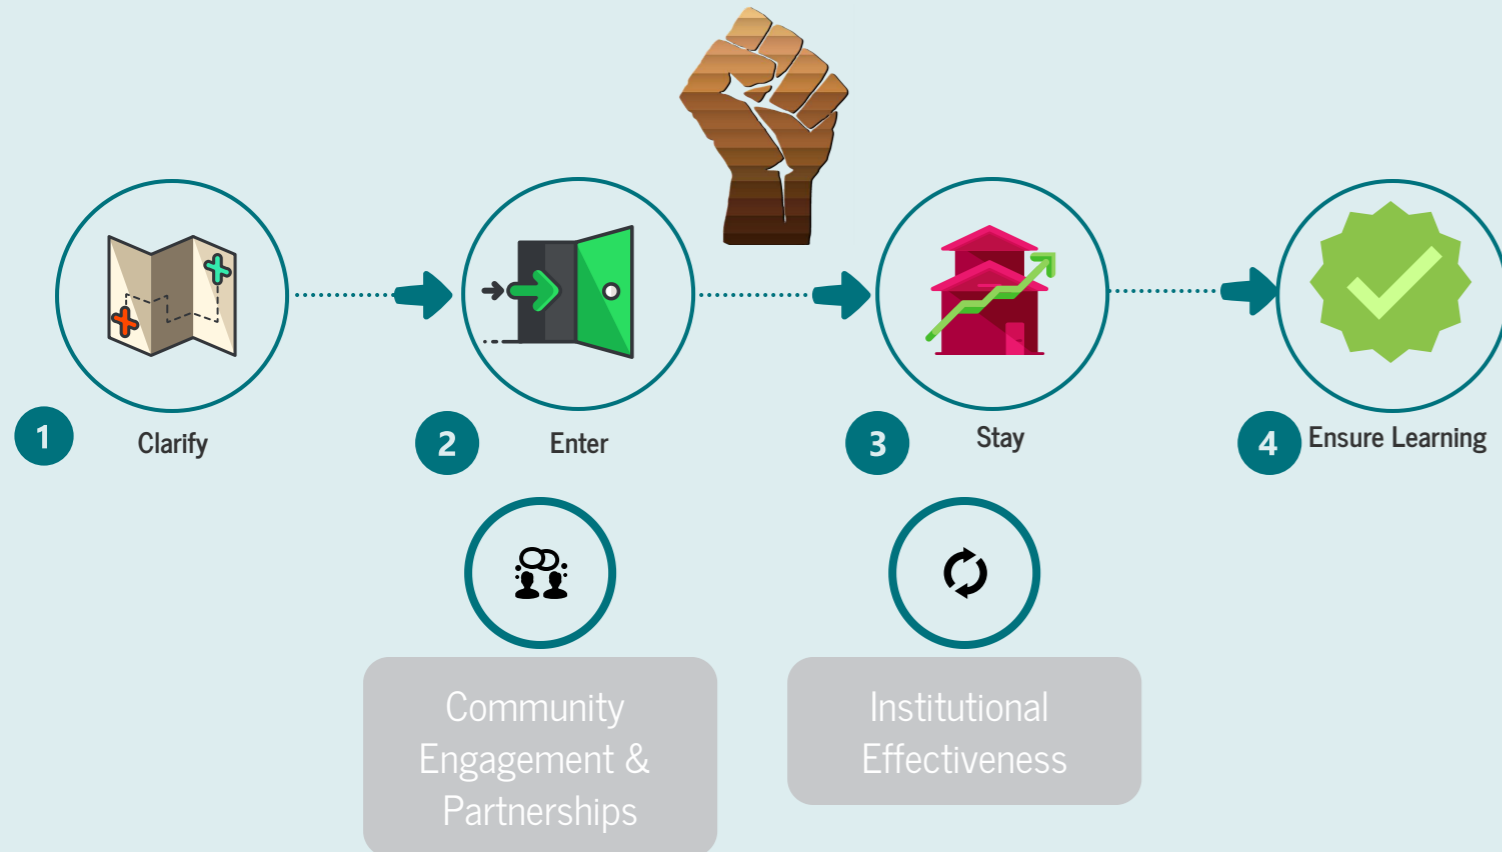 1
Clarify
2
Enter
3
Stay
4
Ensure Learning
Community
Engagement &
Partnerships
Institutional
Effectiveness